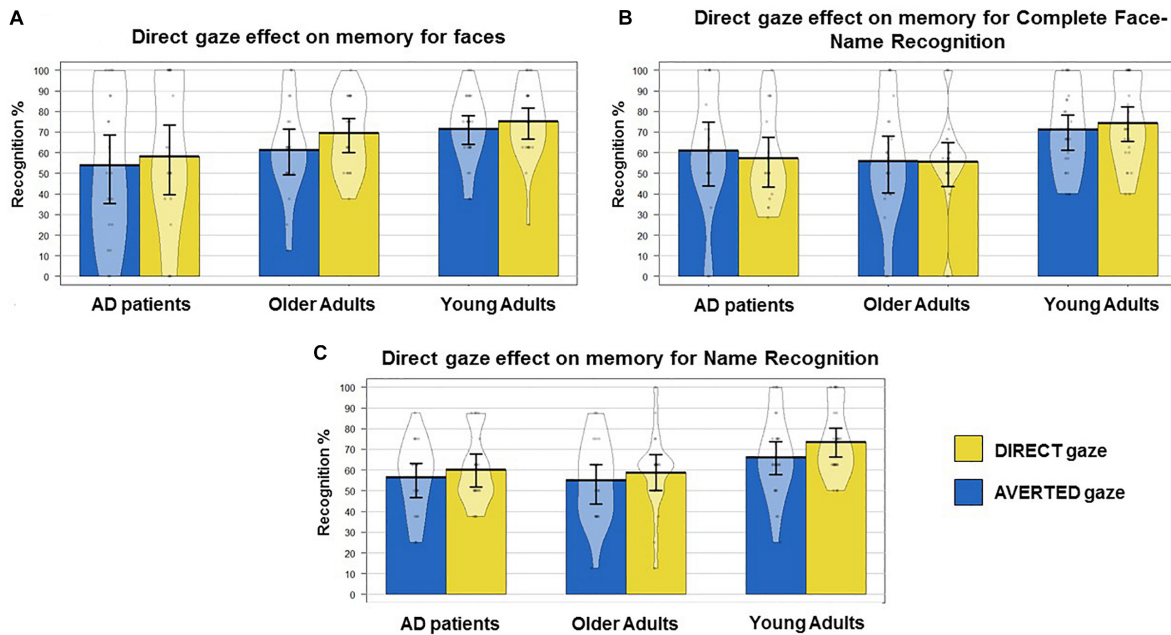 A
Direct gaze effect on memory for faces
Recognition %
100
90
80
70
60
50
40
30
20
10
0
AD patients Older Adults Young Adults
B
Direct gaze effect on memory for Complete Face-
Name Recognition
Recognition %
100
90
80
70
60
50
40
30
20
10
0
AD patients Older Adults Young Adults
C
Direct gaze effect on memory for Name Recognition
Recognition %
100
90
80
70
60
50
40
30
20
10
0
AD patients Older Adults Young Adults
DIRECT gaze
AVERTED gaze